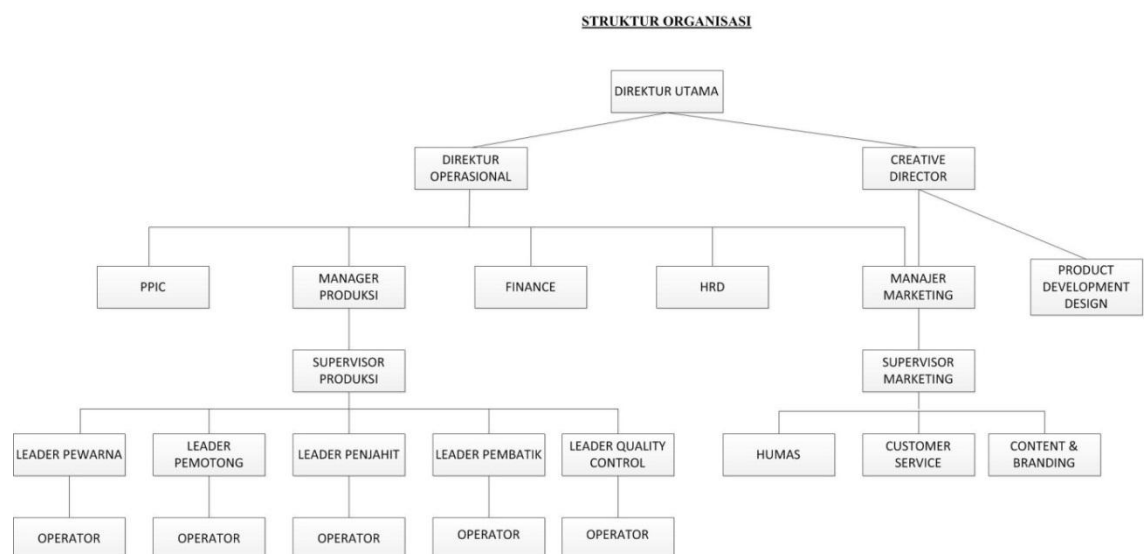 STRUKTUR ORGANISASI
DIREKTUR UTAMA
DIREKTUR
OPERASIONAL
CREATIVE
DIRECTOR
PPIC
MANAGER
PRODUKSI
FINANCE
HRD
MANAJER
MARKETING
PRODUCT
DEVELOPMENT
DESIGN
SUPERVISOR
PRODUKSI
SUPERVISOR
MARKETING
LEADER PEWARNA
LEADER
PEMOTONG
LEADER PENJAHIT
LEADER PEMBATIK
LEADER QUALITY
CONTROL
HUMAS
CUSTOMER
SERVICE
CONTENT &
BRANDING
OPERATOR
OPERATOR
OPERATOR
OPERATOR
OPERATOR